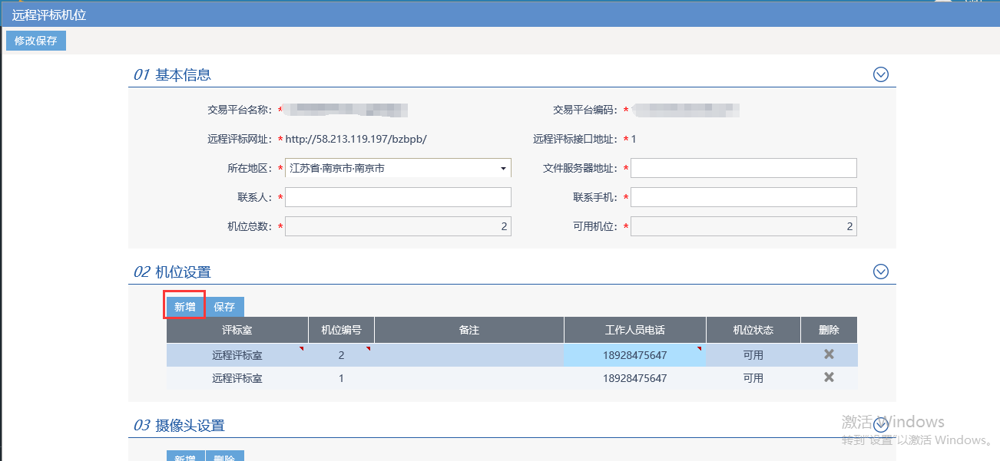 远程评标机位
修改保存
01 基本信息
交易平台名称：*
交易平台编码：*
远程评标网址：* http://58.213.119.197/bzbpb/
远程评标接口地址：* 1
所在地区：* 江苏省·南京市·南京市
文件服务器地址：*
联系人：*
联系手机：*
机位总数：* 2
可用机位：* 2
02 机位设置
新增 保存
评标室 机位编号 备注 工作人员电话 机位状态 删除
远程评标室 2 18928475647 可用
远程评标室 1 18928475647 可用
03 摄像头设置
激活 Windows
转到"设置"以激活 Windows。
新增 删除